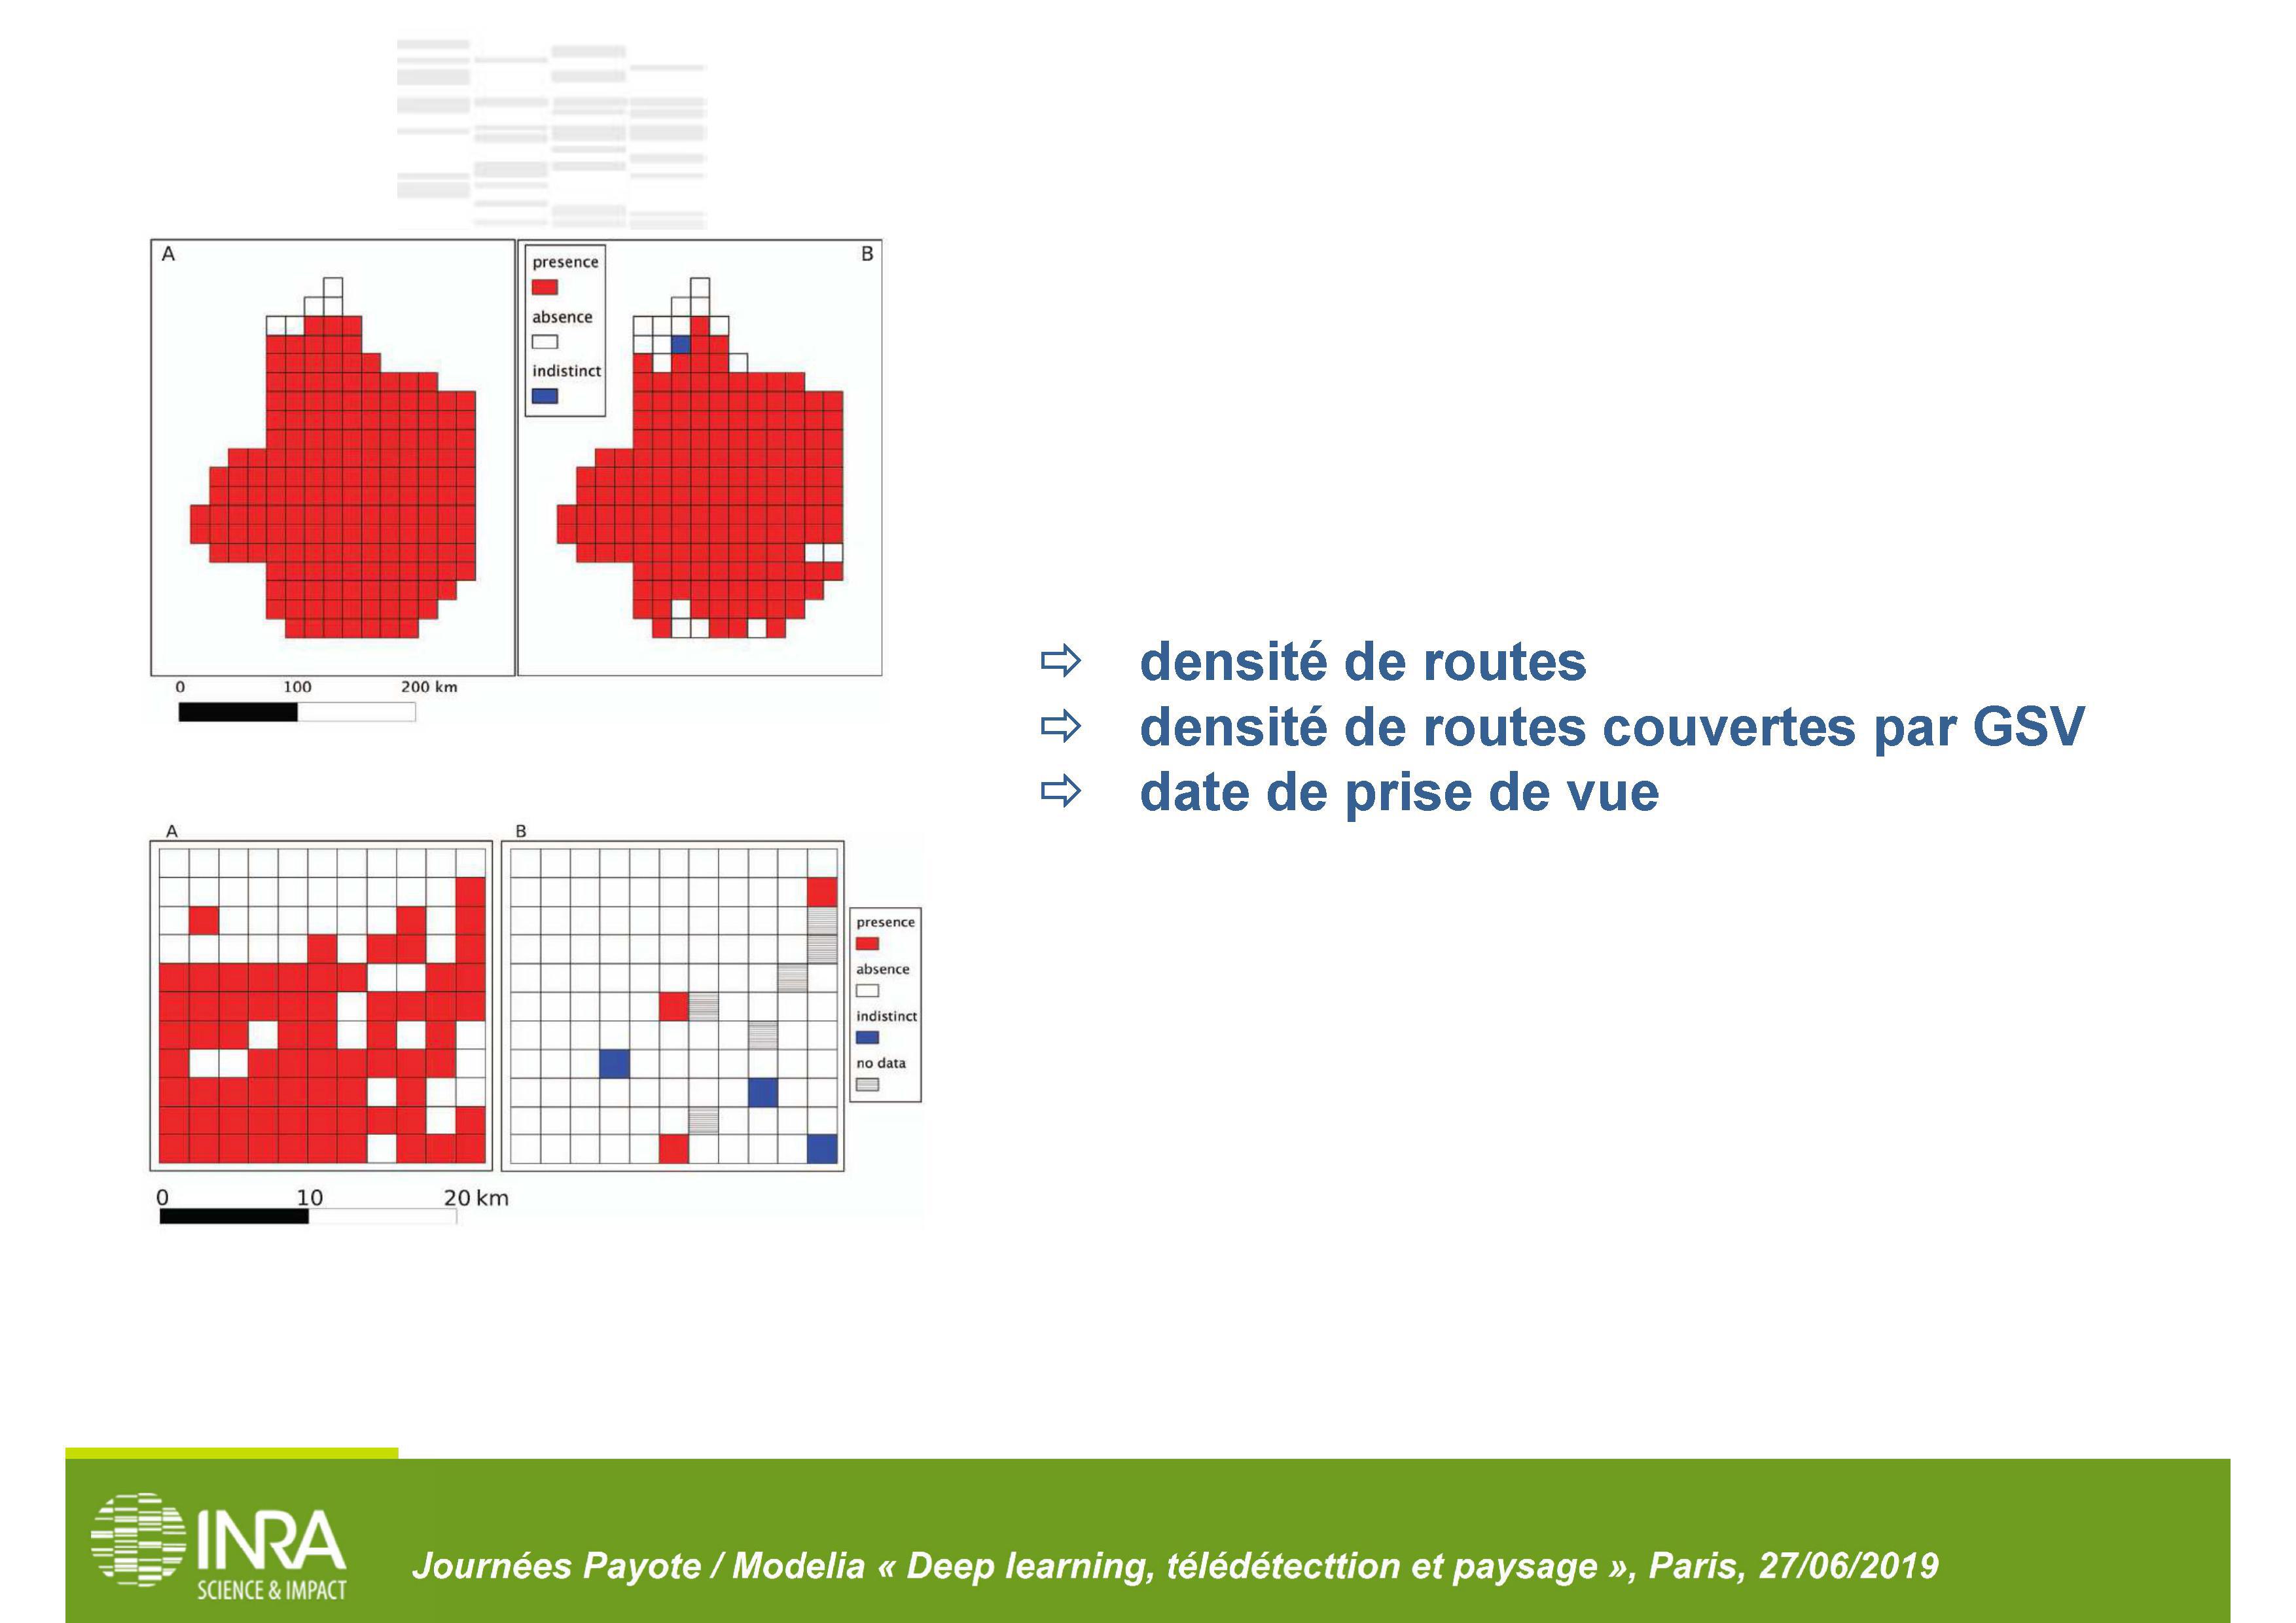 A
B
presence
absence
indistinct
0 100 200 km
densité de routes
densité de routes couvertes par GSV
date de prise de vue
A
B
presence
absence
indistinct
no data
0 10 20 km
INRA
SCIENCE & IMPACT
Journées Payote / Modelia « Deep learning, télédétecttion et paysage », Paris, 27/06/2019